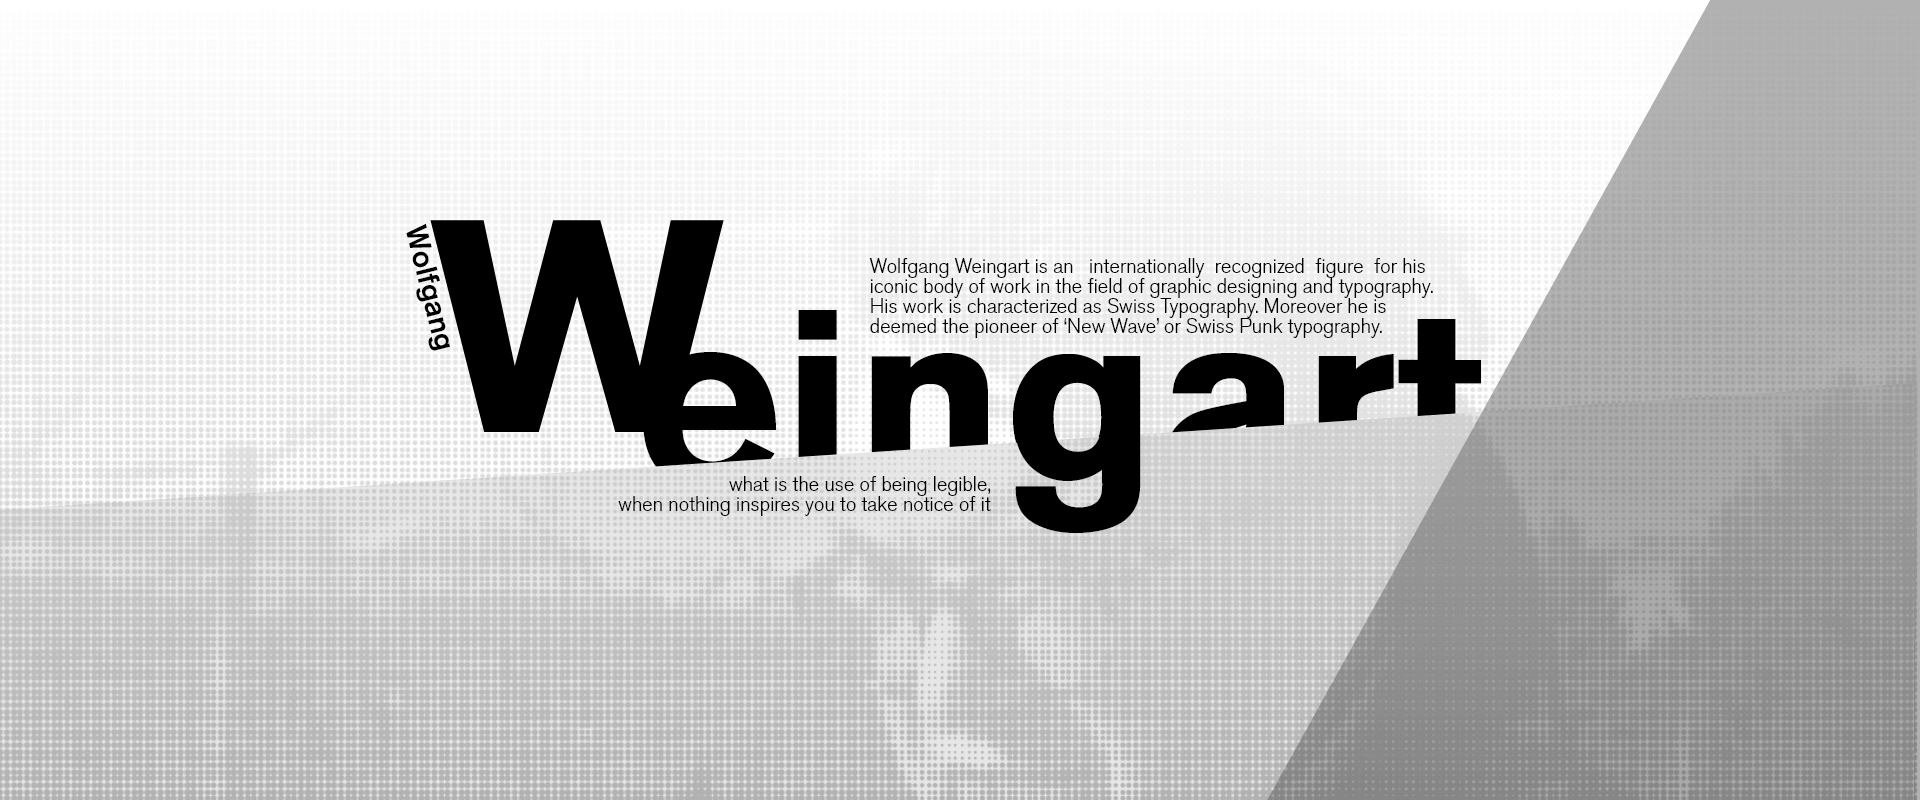 Wolfgang
Weingart
Wolfgang Weingart is an internationally recognized figure for his
iconic body of work in the field of graphic designing and typography.
His work is characterized as Swiss Typography. Moreover he is
deemed the pioneer of ‘New Wave’ or Swiss Punk typography.
what is the use of being legible,
when nothing inspires you to take notice of it